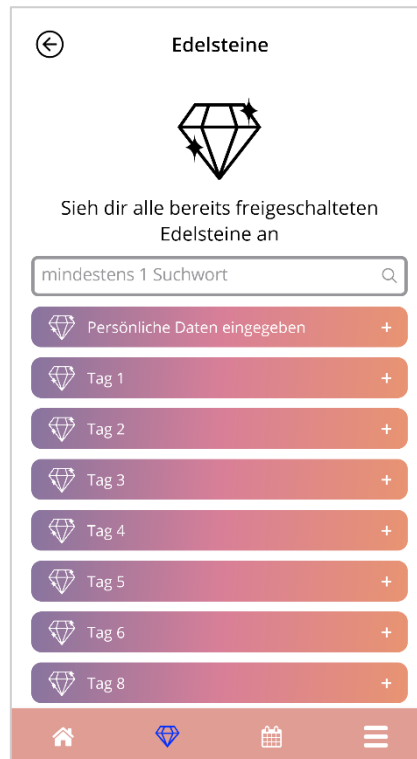 Edelsteine
Sieh dir alle bereits freigeschalteten
Edelsteine an
mindestens 1 Suchwort
Persönliche Daten eingegeben +
Tag 1 +
Tag 2 +
Tag 3 +
Tag 4 +
Tag 5 +
Tag 6 +
Tag 8 +